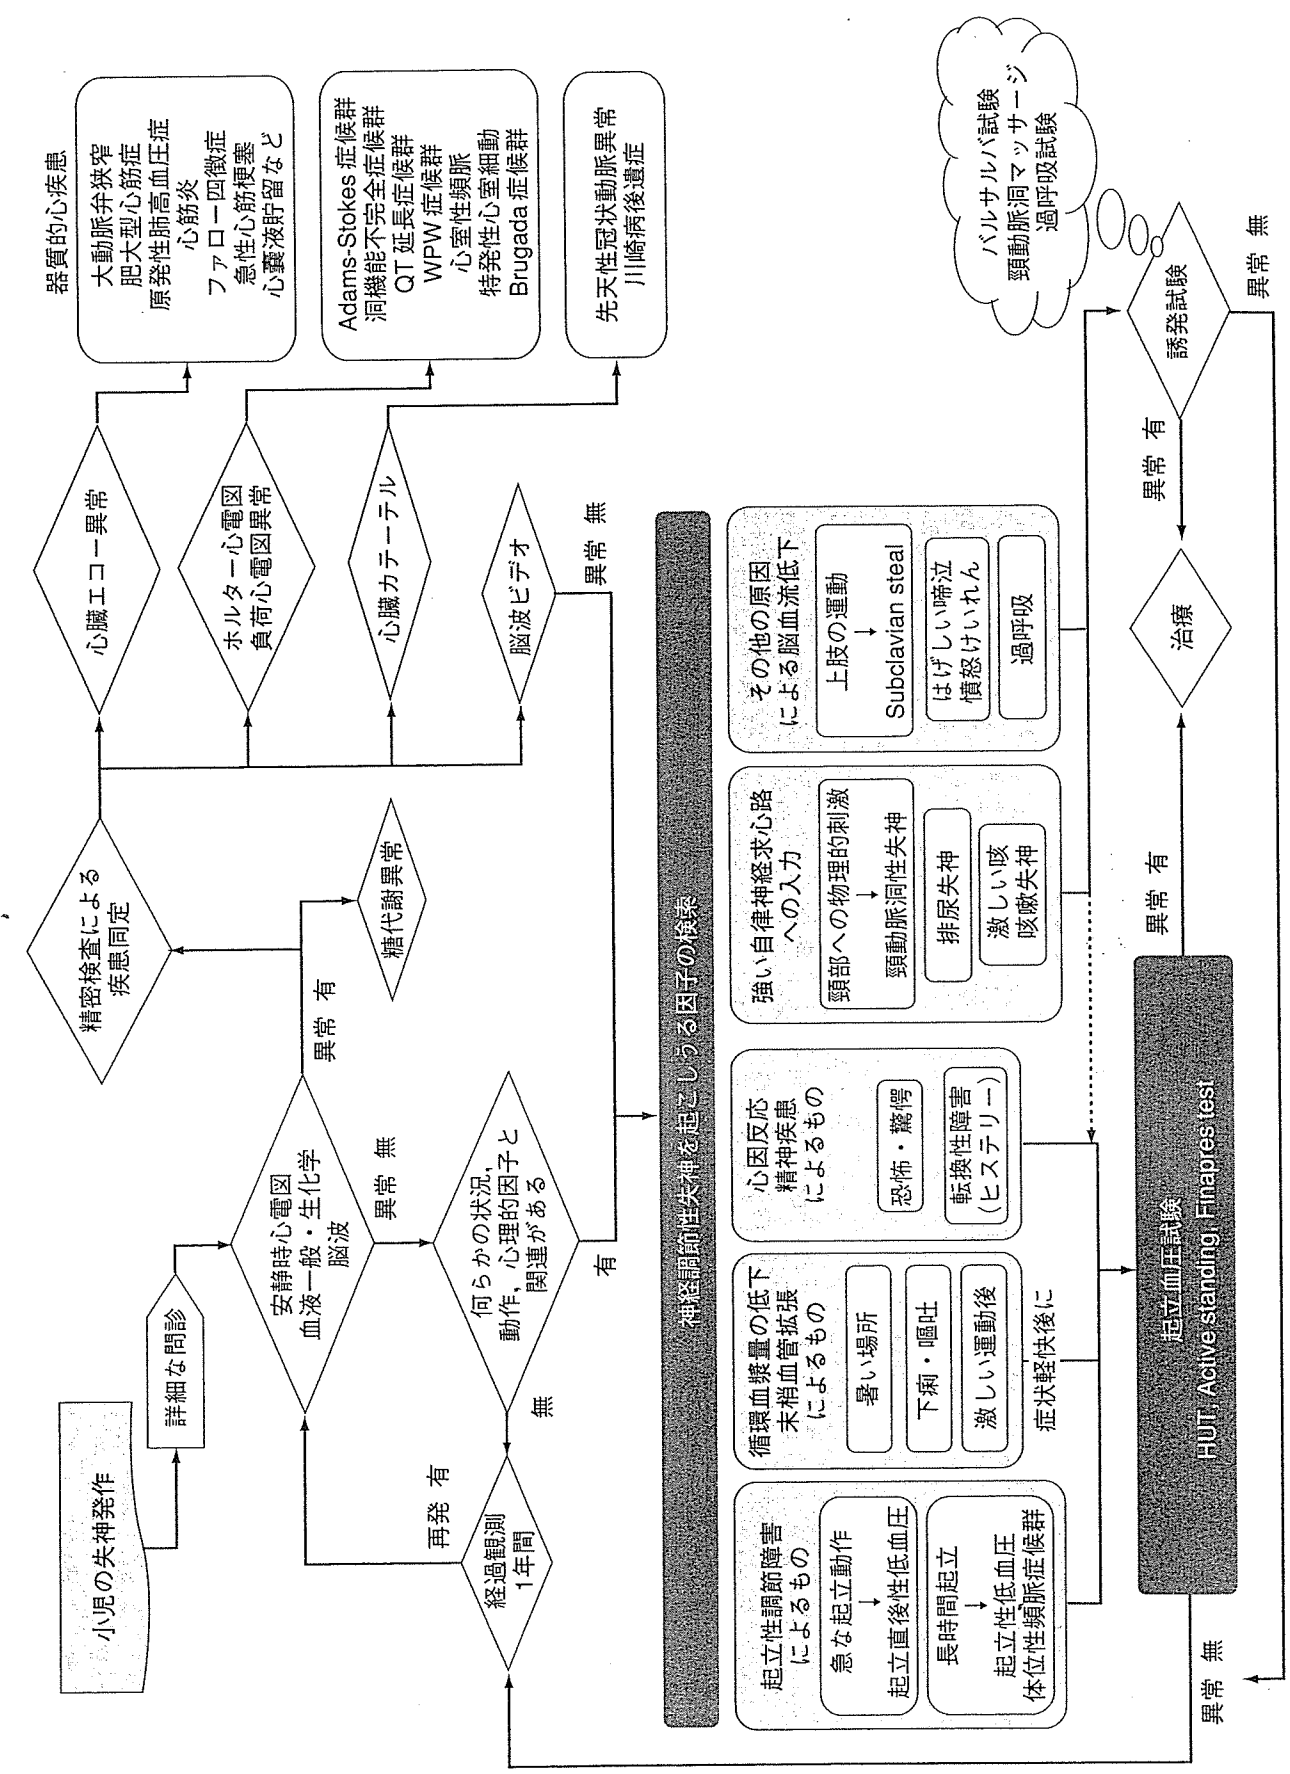 小児の失神発作
詳細な問診
安静時心電図
血液一般・生化学
脳波
異常 有
異常 無
精密検査による
疾患同定
糖代謝異常
心臓エコー異常
ホルター心電図
負荷心電図異常
心臓カテーテル
脳波ビデオ
異常 無
器質的心疾患
大動脈弁狭窄
肥大型心筋症
原発性肺高血圧症
心筋炎
ファロー四徴症
急性心筋梗塞
心嚢液貯留など
Adams-Stokes 症候群
洞機能不完全症候群
QT 延長症候群
WPW 症候群
心室性頻脈
特発性心室細動
Brugada 症候群
先天性冠状動脈異常
川崎病後遺症
何らかの状況，
動作，心理的因子と
関連がある
有
無
経過観測
1年間
再発 有
神経調節性失神を起こしうる因子の検索
起立性調節障害
によるもの
急な起立動作
↓
起立直後性低血圧
長時間起立
↓
起立性低血圧
体位性頻脈症候群
循環血漿量の低下
末梢血管拡張
によるもの
暑い場所
下痢・嘔吐
激しい運動後
症状軽快後に
心因反応
精神疾患
によるもの
恐怖・驚愕
転換性障害
(ヒステリー)
強い自律神経求心路
への入力
頸部への物理的刺激
↓
頸動脈洞性失神
排尿失神
激しい咳
咳嗽失神
その他の原因
による脳血流低下
上肢の運動
↓
Subclavian steal
はげしい啼泣
憤怒けいれん
過呼吸
起立血圧試験
HUT, Active standing, Finapres test
異常 有
異常 無
治療
異常 有
誘発試験
異常 無
バルサルバ試験
頸動脈洞マッサージ
過呼吸試験